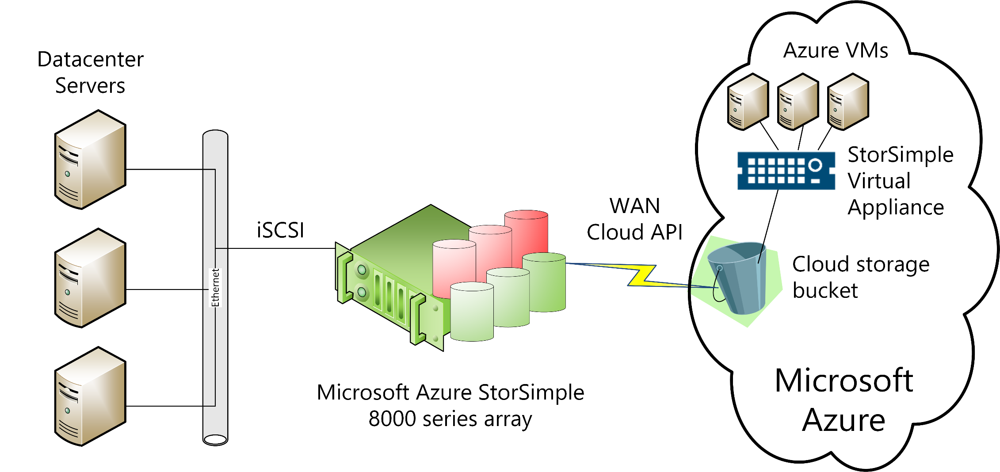 Datacenter
Servers
Ethernet
iSCSI
Microsoft Azure StorSimple
8000 series array
WAN
Cloud API
Azure VMs
StorSimple
Virtual
Appliance
Cloud storage
bucket
Microsoft
Azure